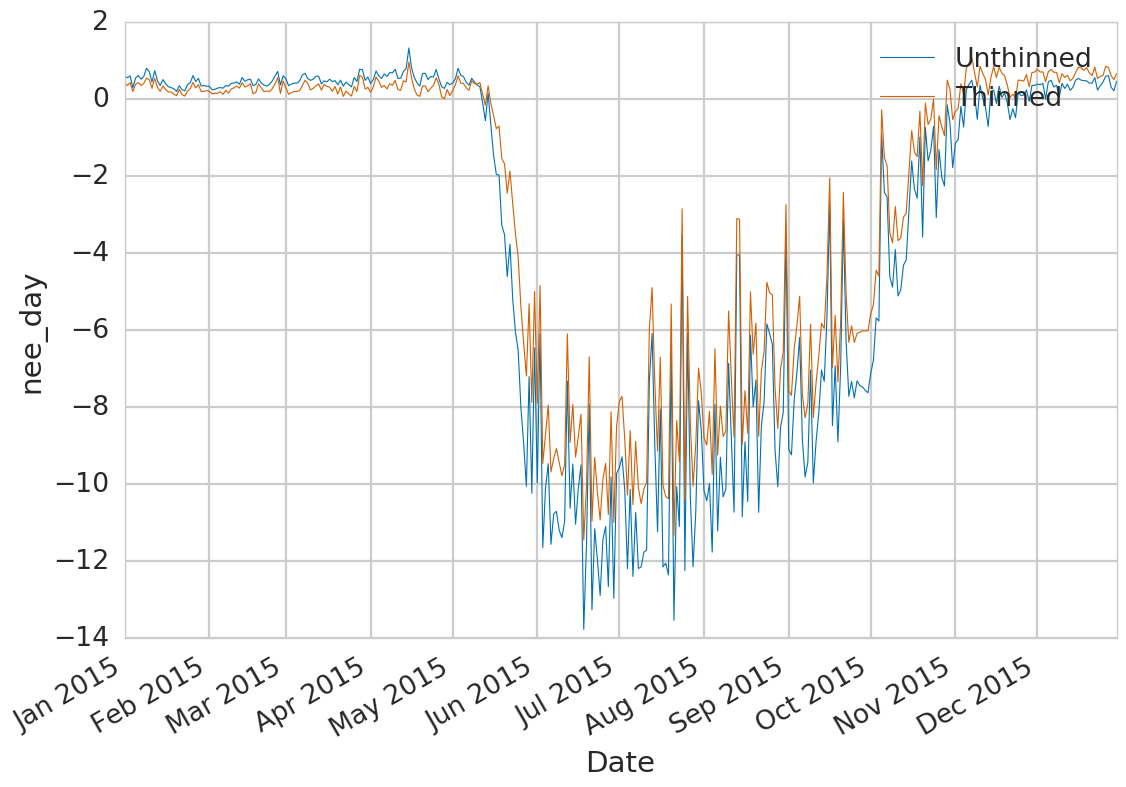 2
0
−2
−4
−6
−8
−10
−12
−14
nee_day
Unthinned
Thinned
Jan 2015
Feb 2015
Mar 2015
Apr 2015
May 2015
Jun 2015
Jul 2015
Aug 2015
Sep 2015
Oct 2015
Nov 2015
Dec 2015
Date